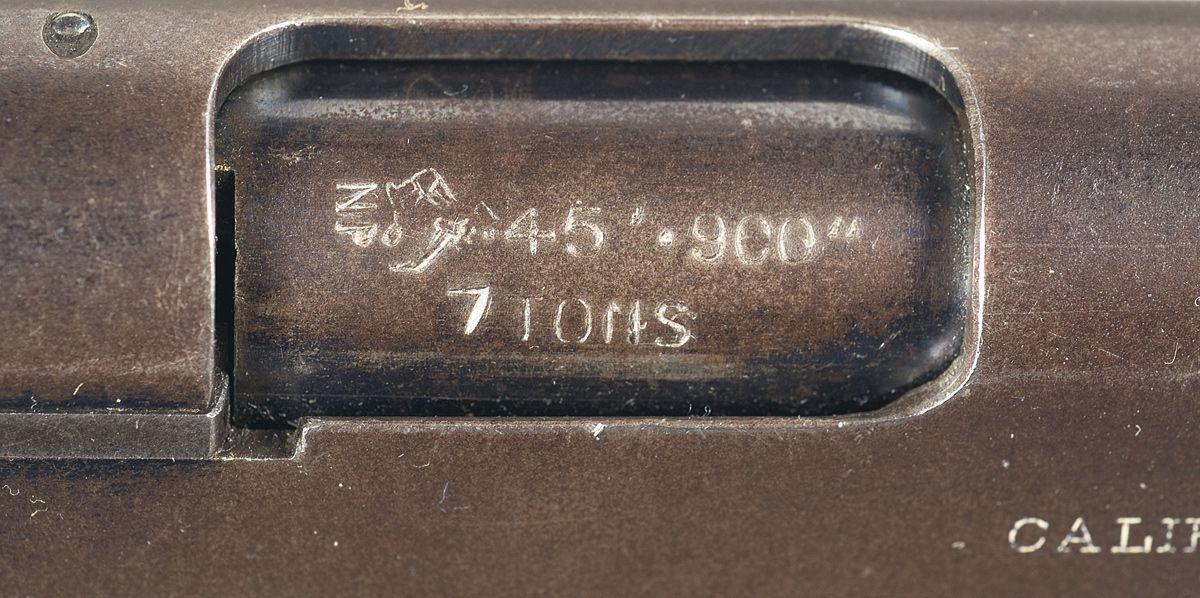 ·45" ·900"
7 TONS
CALI